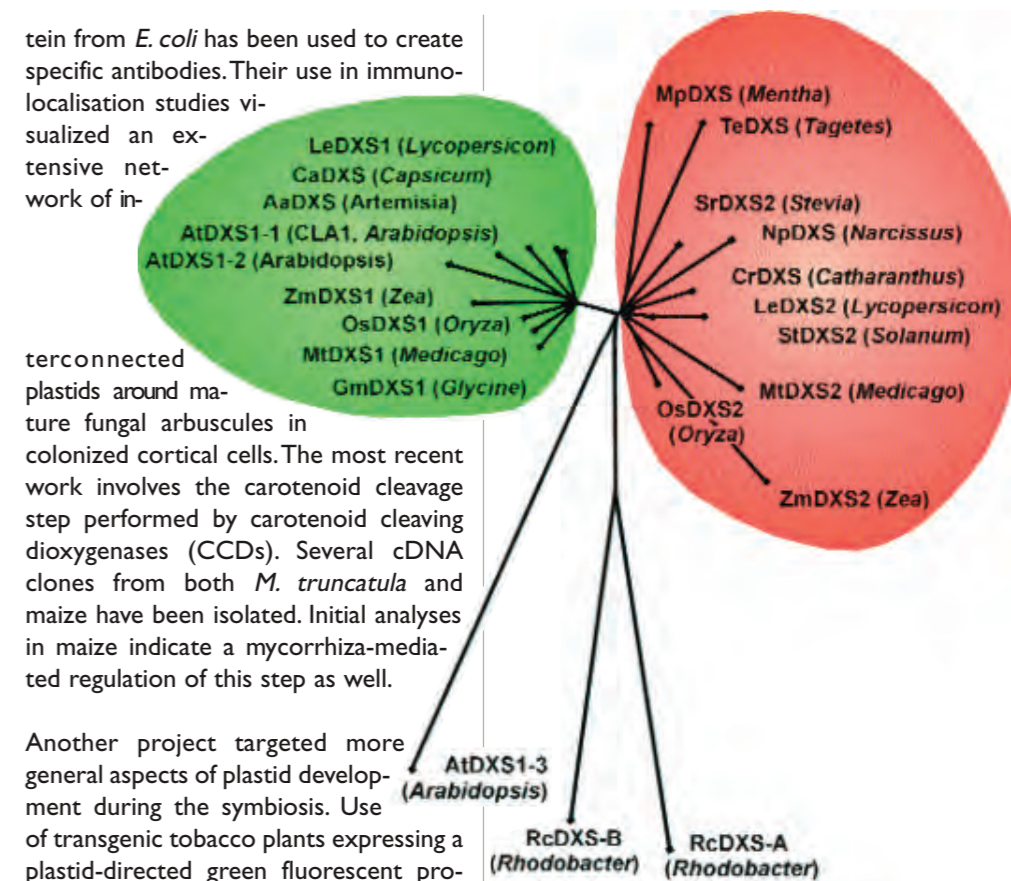 tein from E. coli has been used to create
specific antibodies. Their use in immuno-
localisation studies vi-
sualized an ex-
tensive net-
work of in-
terconnected
plastids around ma-
ture fungal arbuscules in
colonized cortical cells. The most recent
work involves the carotenoid cleavage
step performed by carotenoid cleaving
dioxygenases (CCDs). Several cDNA
clones from both M. truncatula and
maize have been isolated. Initial analyses
in maize indicate a mycorrhiza-media-
ted regulation of this step as well.
Another project targeted more
general aspects of plastid develop-
ment during the symbiosis. Use
of transgenic tobacco plants expressing a
plastid-directed green fluorescent pro-
LeDXS1 (Lycopersicon)
CaDXS (Capsicum)
AaDXS (Artemisia)
AtDXS1-1 (CLA1, Arabidopsis)
AtDXS1-2 (Arabidopsis)
ZmDXS1 (Zea)
OsDXS1 (Oryza)
MtDXS1 (Medicago)
GmDXS1 (Glycine)
MpDXS (Mentha)
TeDXS (Tagetes)
SrDXS2 (Stevia)
NpDXS (Narcissus)
CrDXS (Catharanthus)
LeDXS2 (Lycopersicon)
StDXS2 (Solanum)
MtDXS2 (Medicago)
OsDXS2
(Oryza)
ZmDXS2 (Zea)
AtDXS1-3
(Arabidopsis)
RcDXS-B
(Rhodobacter)
RcDXS-A
(Rhodobacter)